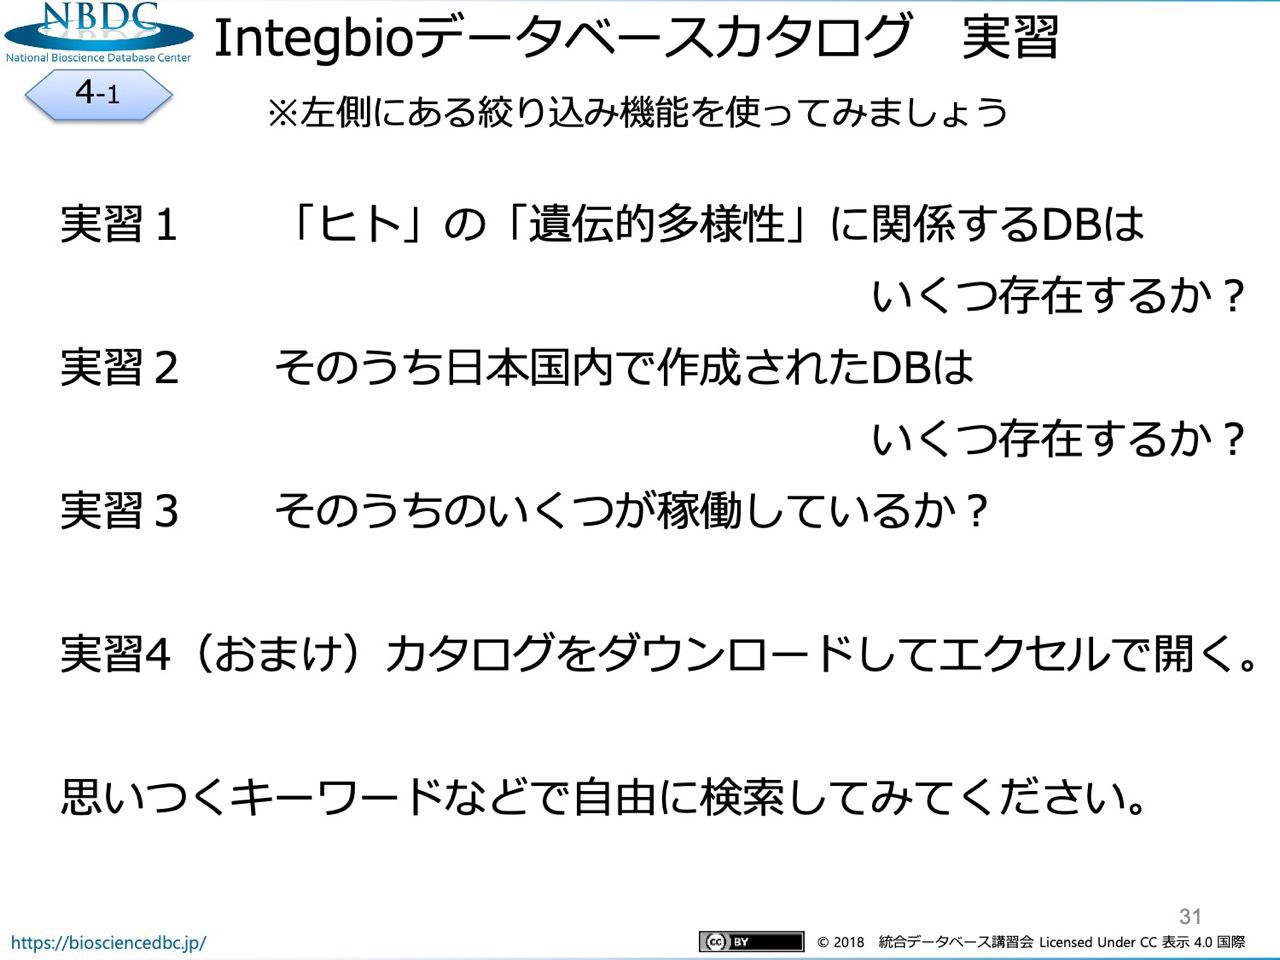 NBDC
National Bioscience Database Center
Integbioデータベースカタログ　実習
4-1
※左側にある絞り込み機能を使ってみましょう
実習１　「ヒト」の「遺伝的多様性」に関係するDBは
いくつ存在するか？
実習２　そのうち日本国内で作成されたDBは
いくつ存在するか？
実習３　そのうちのいくつが稼働しているか？
実習4（おまけ）カタログをダウンロードしてエクセルで開く。
思いつくキーワードなどで自由に検索してみてください。
31
https://biosciencedbc.jp/
cc BY
© 2018　統合データベース講習会 Licensed Under CC 表示 4.0 国際